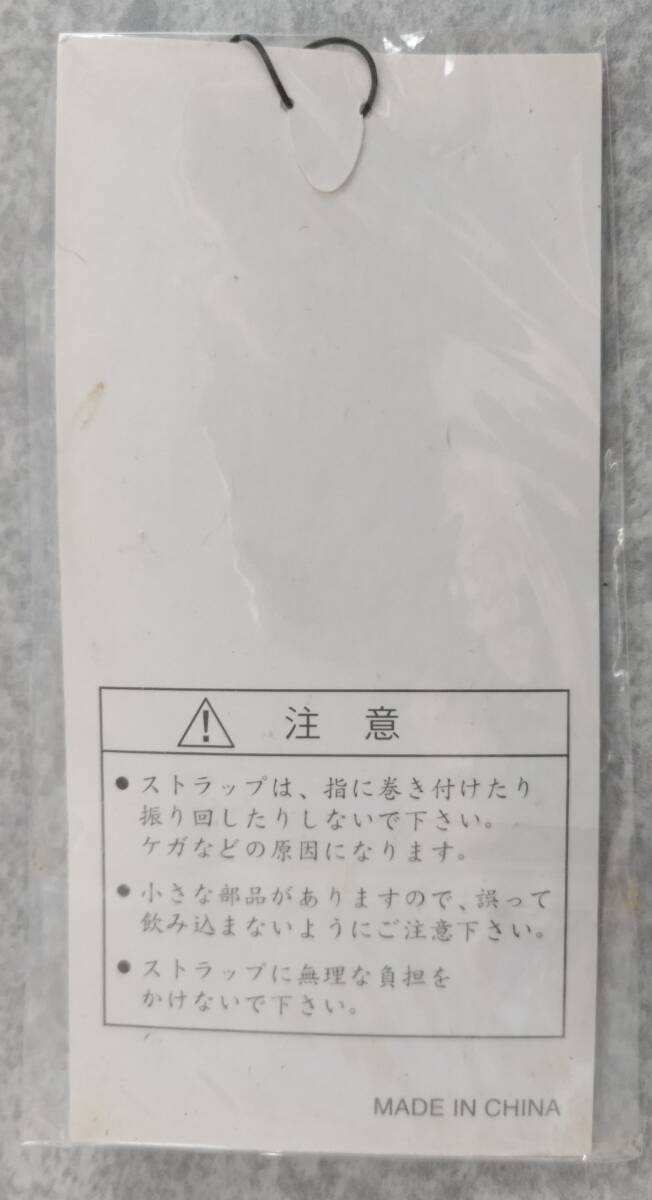 注意
●ストラップは、指に巻き付けたり
振り回したりしないで下さい。
ケガなどの原因になります。
●小さな部品がありますので、誤って
飲み込まないようにご注意下さい。
●ストラップに無理な負担を
かけないで下さい。
MADE IN CHINA